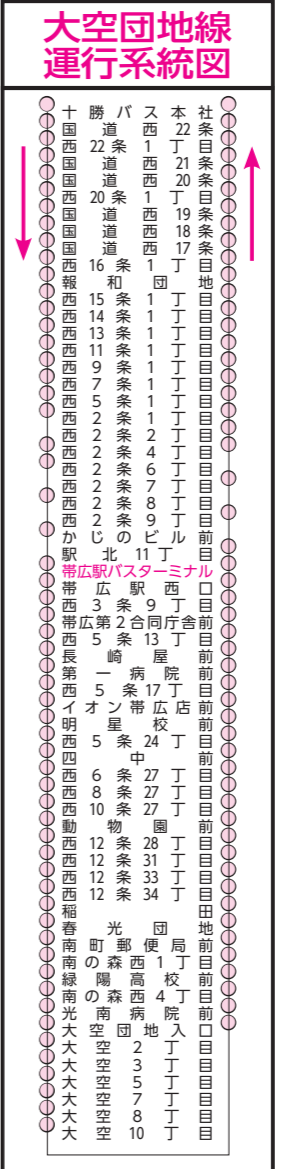 大空団地線
運行系統図
十勝バス本社
国道西22条
西22条1丁目
国道西21条
国道西20条
西20条1丁目
国道西19条
国道西18条
国道西17条
西16条1丁目
報和団地
西15条1丁目
西14条1丁目
西13条1丁目
西11条1丁目
西9条1丁目
西7条1丁目
西5条1丁目
西2条1丁目
西2条2丁目
西2条4丁目
西2条6丁目
西2条7丁目
西2条8丁目
西2条9丁目
かじのビル前
駅北11丁目
帯広駅バスターミナル
帯広駅西口
西3条9丁目
帯広第2合同庁舎前
西5条13丁目
長崎屋前
第一病院前
西5条17丁目
イオン帯広店前
明星校前
西5条24丁目
四中前
西6条27丁目
西8条27丁目
西10条27丁目
動物園前
西12条28丁目
西12条31丁目
西12条33丁目
西12条34丁目
稲田
春光団地
南町郵便局前
南の森西1丁目
緑陽高校前
南の森西4丁目
光南病院前
大空団地入口
大空2丁目
大空3丁目
大空5丁目
大空7丁目
大空8丁目
大空10丁目